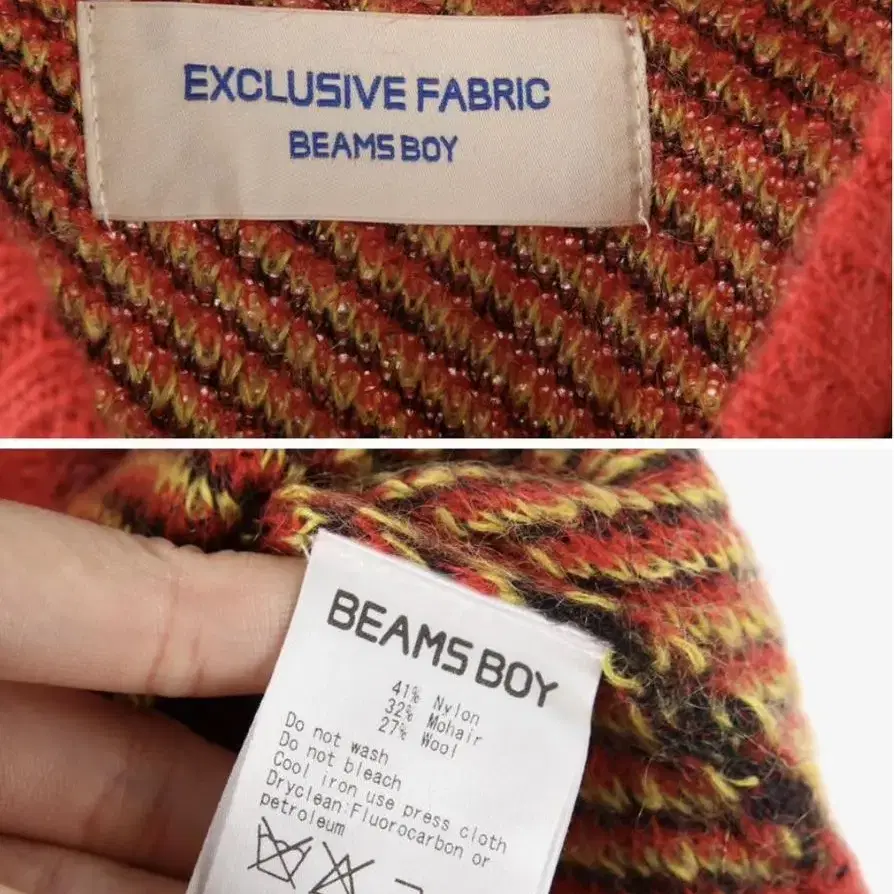 EXCLUSIVE FABRIC
BEAMS BOY
BEAMS BOY
41% Nylon
32% Mohair
27% Wool
Do not wash
Do not bleach
Cool iron use press cloth
Dryclean:Fluorocarbon or
petroleum